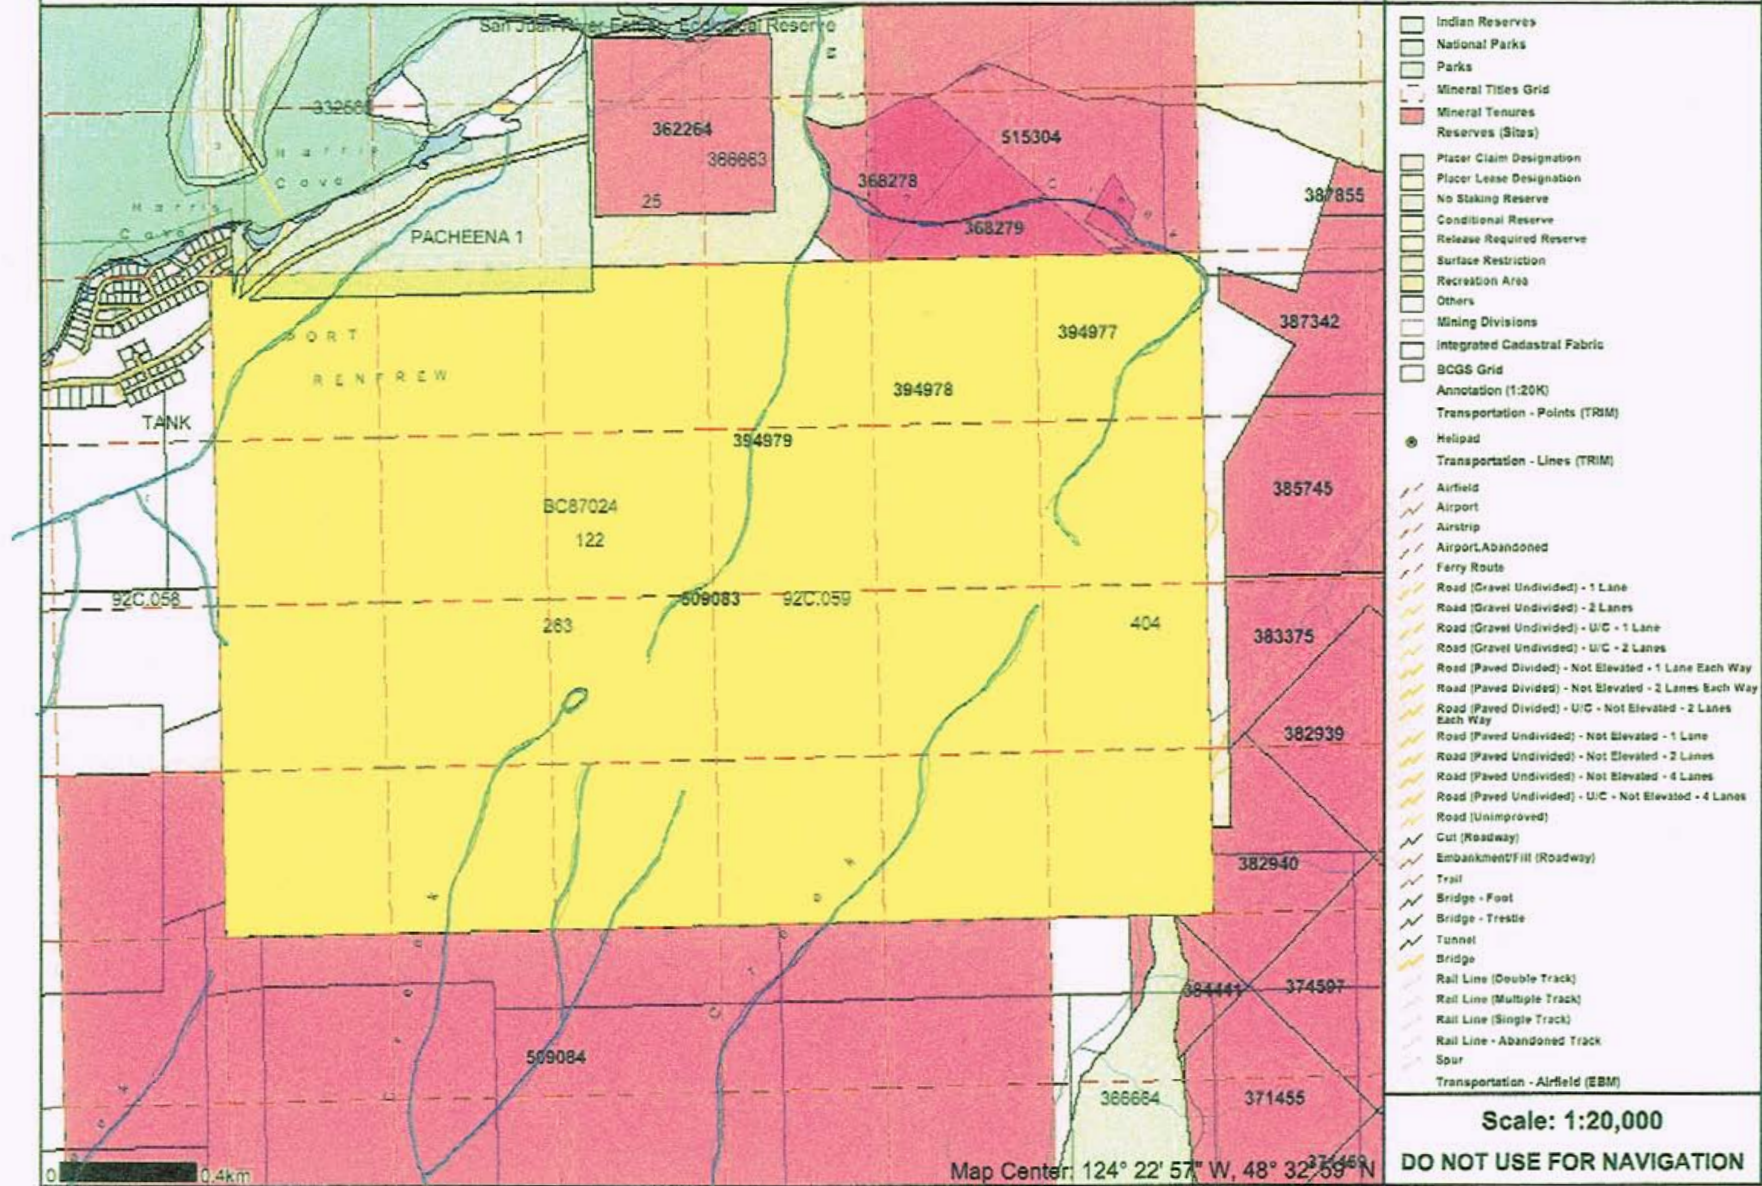 San Juan River Estuary Ecological Reserve
332566
362264
366663
25
515304
368278
368279
387855
Harris
Cove
Harris
Cove
PACHEENA 1
PORT
RENFREW
TANK
394977
394978
394979
387342
385745
BC87024
122
92C.058
509083
92C.059
263
404
383375
382939
382940
384441
374597
509084
366664
371455
0
0.4km
Map Center: 124° 22' 57" W, 48° 32' 59" N
Indian Reserves
National Parks
Parks
Mineral Titles Grid
Mineral Tenures
Reserves (Sites)
Placer Claim Designation
Placer Lease Designation
No Staking Reserve
Conditional Reserve
Release Required Reserve
Surface Restriction
Recreation Area
Others
Mining Divisions
Integrated Cadastral Fabric
BCGS Grid
Annotation (1:20K)
Transportation - Points (TRIM)
Helipad
Transportation - Lines (TRIM)
Airfield
Airport
Airstrip
Airport.Abandoned
Ferry Route
Road (Gravel Undivided) - 1 Lane
Road (Gravel Undivided) - 2 Lanes
Road (Gravel Undivided) - U/C - 1 Lane
Road (Gravel Undivided) - U/C - 2 Lanes
Road (Paved Divided) - Not Elevated - 1 Lane Each Way
Road (Paved Divided) - Not Elevated - 2 Lanes Each Way
Road (Paved Divided) - U/C - Not Elevated - 2 Lanes
Each Way
Road (Paved Undivided) - Not Elevated - 1 Lane
Road (Paved Undivided) - Not Elevated - 2 Lanes
Road (Paved Undivided) - Not Elevated - 4 Lanes
Road (Paved Undivided) - U/C - Not Elevated - 4 Lanes
Road (Unimproved)
Cut (Roadway)
Embankment/Fill (Roadway)
Trail
Bridge - Foot
Bridge - Trestle
Tunnel
Bridge
Rail Line (Double Track)
Rail Line (Multiple Track)
Rail Line (Single Track)
Rail Line - Abandoned Track
Spur
Transportation - Airfield (EBM)
Scale: 1:20,000
DO NOT USE FOR NAVIGATION